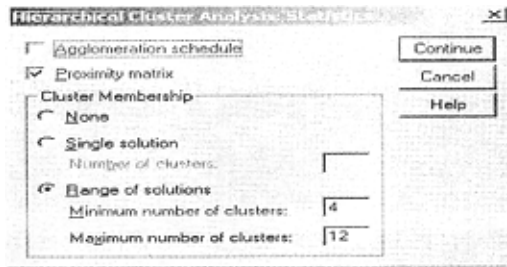 Hierarchical Cluster Analysis: Statistics
Agglomeration schedule
Continue
Proximity matrix
Cancel
Cluster Membership
Help
None
Single solution
Number of clusters:
Range of solutions
Minimum number of clusters: 4
Maximum number of clusters: 12